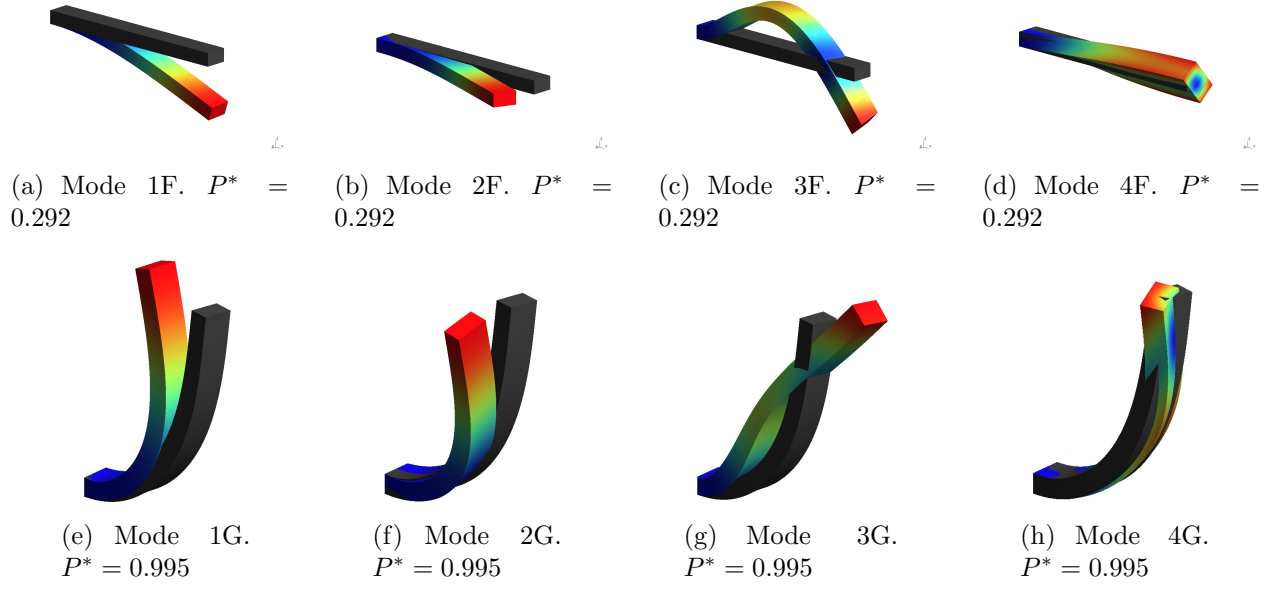 (a) Mode 1F. P* =
0.292
(b) Mode 2F. P* =
0.292
(c) Mode 3F. P* =
0.292
(d) Mode 4F. P* =
0.292
(e) Mode 1G.
P* = 0.995
(f) Mode 2G.
P* = 0.995
(g) Mode 3G.
P* = 0.995
(h) Mode 4G.
P* = 0.995